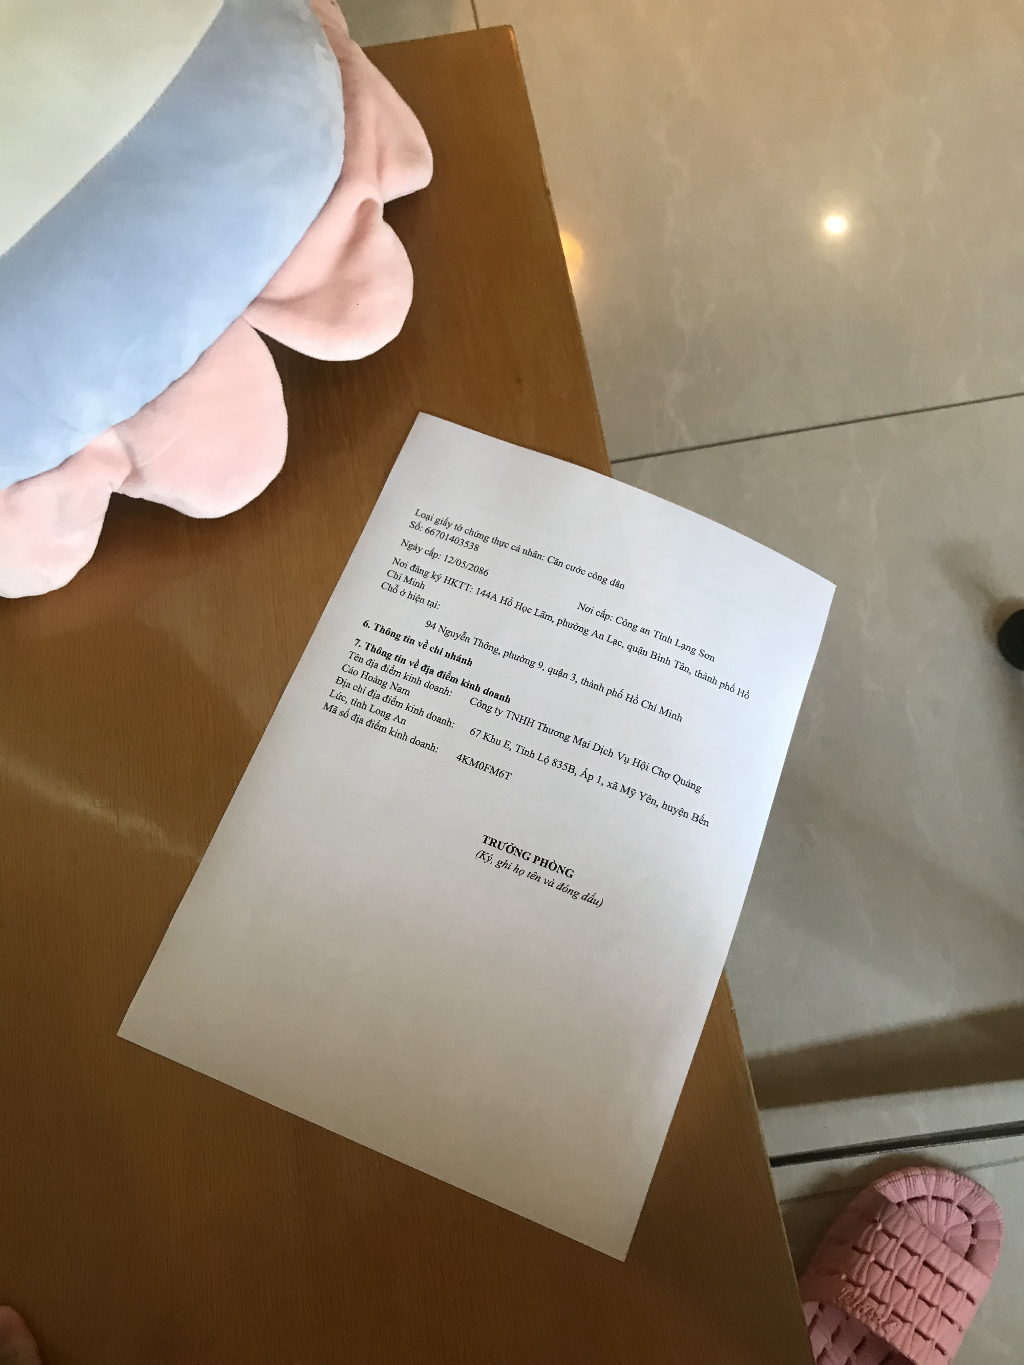 Loại giấy tờ chứng thực cá nhân: Căn cước công dân
Số: 66701403538
Ngày cấp: 12/05/2086 Nơi cấp: Công an Tỉnh Lạng Sơn
Nơi đăng ký HKTT: 144A Hồ Học Lãm, phường An Lạc, quận Bình Tân, thành phố Hồ
Chí Minh
Chỗ ở hiện tại: 94 Nguyễn Thông, phường 9, quận 3, thành phố Hồ Chí Minh
6. Thông tin về chi nhánh
7. Thông tin về địa điểm kinh doanh
Tên địa điểm kinh doanh: Công ty TNHH Thương Mại Dịch Vụ Hội Chợ Quảng
Cáo Hoàng Nam
Địa chỉ địa điểm kinh doanh: 67 Khu E, Tỉnh Lộ 835B, Ấp 1, xã Mỹ Yên, huyện Bến
Lức, tỉnh Long An
Mã số địa điểm kinh doanh: 4KM0FM6T
TRƯỞNG PHÒNG
(Ký, ghi họ tên và đóng dấu)